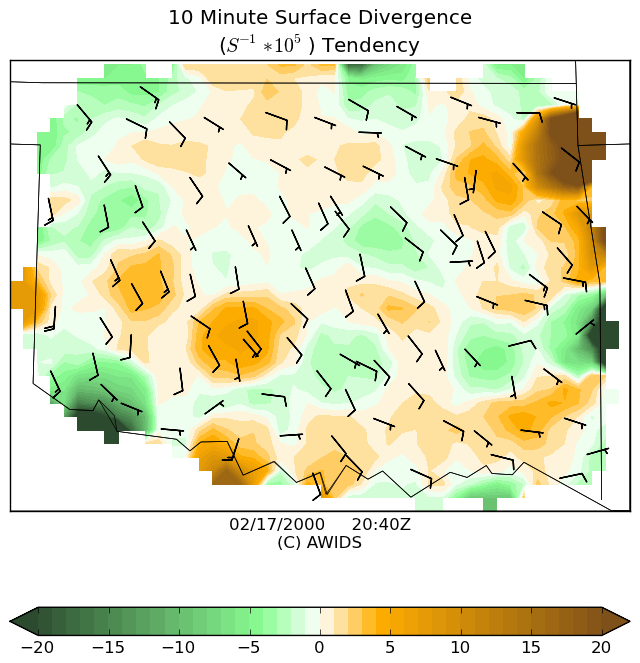 10 Minute Surface Divergence
(S⁻¹ *10⁵ ) Tendency
02/17/2000 20:40Z
(C) AWIDS
−20 −15 −10 −5 0 5 10 15 20